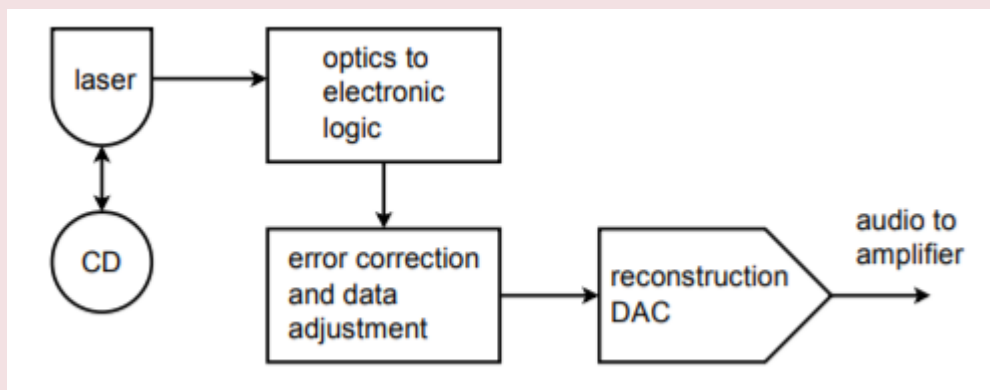 laser
optics to
electronic
logic
CD
error correction
and data
adjustment
reconstruction
DAC
audio to
amplifier